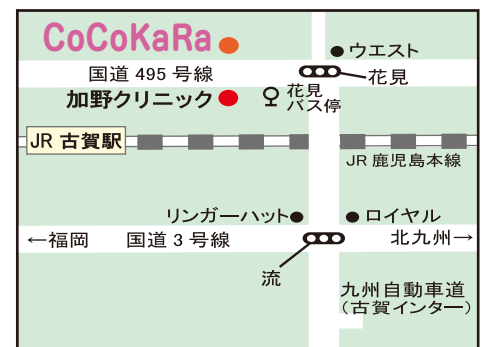 CoCoKaRa
ウエスト
国道 495 号線
花見
加野クリニック
花見
バス停
JR 古賀駅
JR 鹿児島本線
リンガーハット
ロイヤル
←福岡
国道 3 号線
北九州→
流
九州自動車道
（古賀インター）